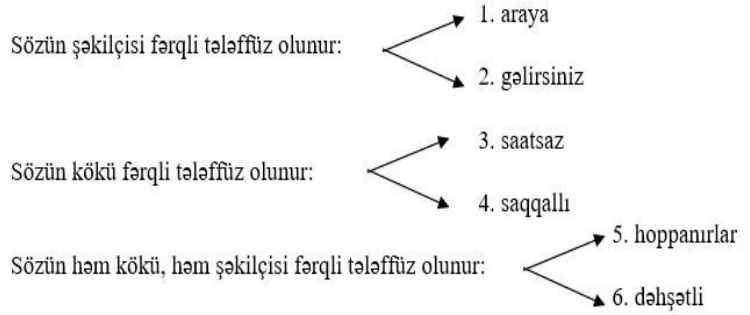 1. araya
Sözün şəkilçisi fərqli tələffüz olunur:
2. gəlirsiniz
3. saatsaz
Sözün kökü fərqli tələffüz olunur:
4. saqqallı
5. hoppanırlar
Sözün həm kökü, həm şəkilçisi fərqli tələffüz olunur:
6. dəhşətli